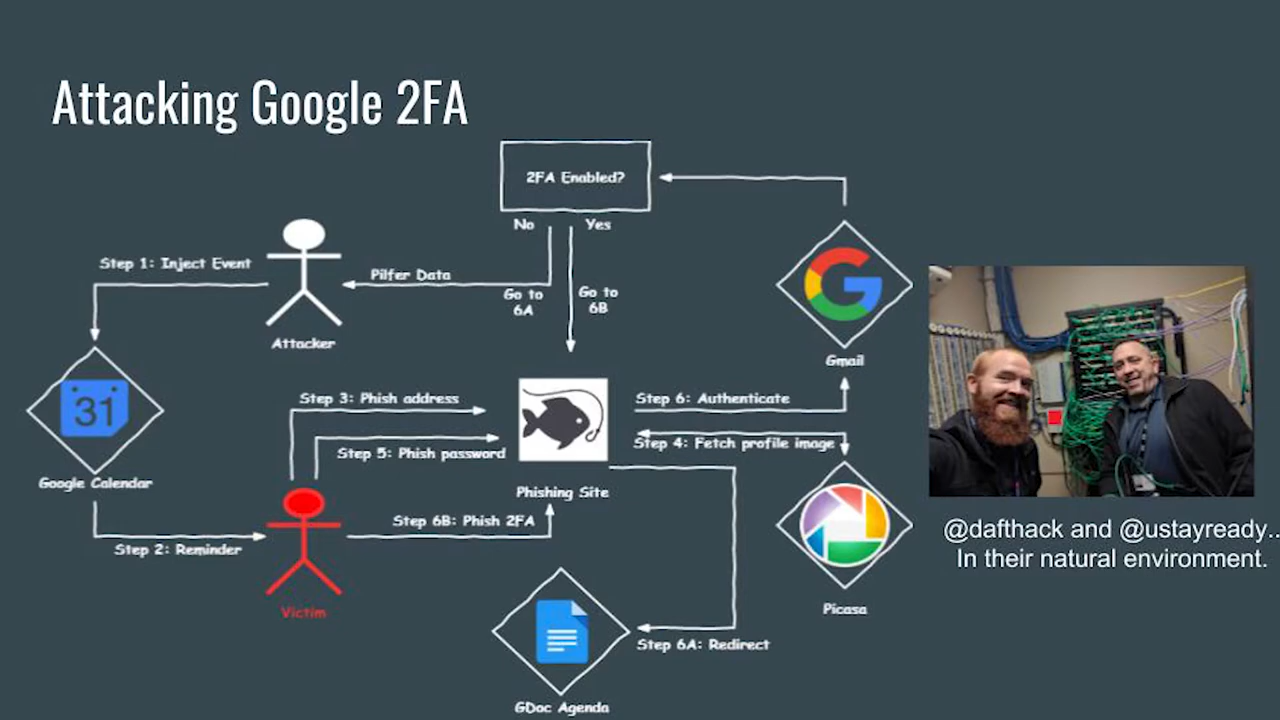 Attacking Google 2FA
2FA Enabled?
No
Yes
Step 1: Inject Event
Pilfer Data
Go to
6A
Go to
6B
Attacker
Gmail
31
Step 3: Phish address
Step 6: Authenticate
Step 4: Fetch profile image
Step 5: Phish password
Google Calendar
Phishing Site
Step 6B: Phish 2FA
Step 2: Reminder
@dafthack and @ustayready..
In their natural environment.
Victim
Picasa
Step 6A: Redirect
GDoc Agenda